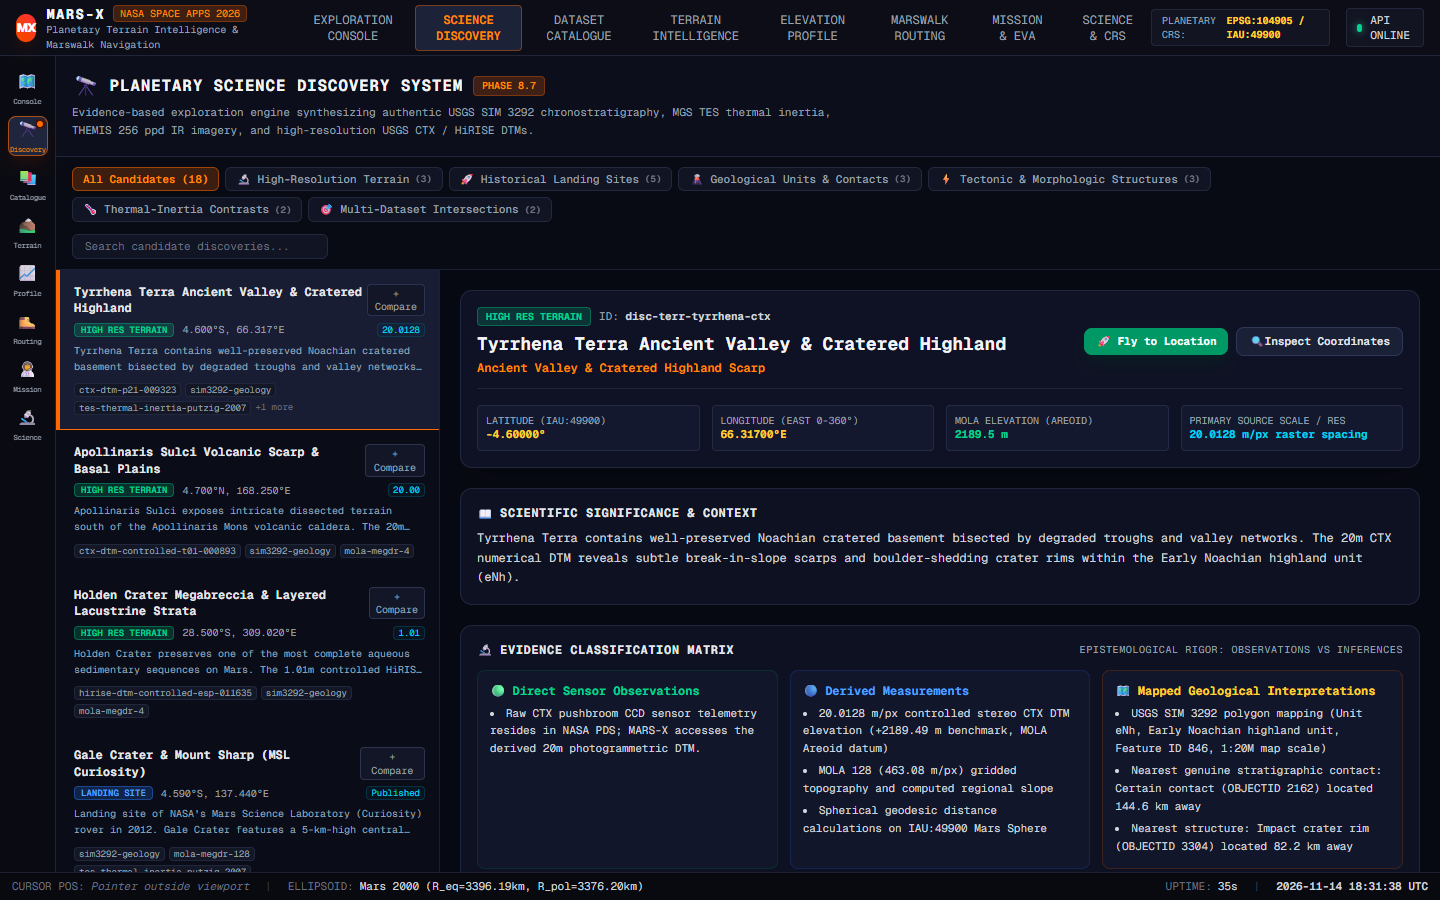 MX
MARS-X NASA SPACE APPS 2026
Planetary Terrain Intelligence &
Marswalk Navigation
EXPLORATION
CONSOLE
SCIENCE
DISCOVERY
DATASET
CATALOGUE
TERRAIN
INTELLIGENCE
ELEVATION
PROFILE
MARSWALK
ROUTING
MISSION
& EVA
SCIENCE
& CRS
PLANETARY
CRS:
EPSG:104905 /
IAU:49900
API
ONLINE
Console
Discovery
Catalogue
Terrain
Profile
Routing
Mission
Science
PLANETARY SCIENCE DISCOVERY SYSTEM PHASE 8.7
Evidence-based exploration engine synthesizing authentic USGS SIM 3292 chronostratigraphy, MGS TES thermal inertia,
THEMIS 256 ppd IR imagery, and high-resolution USGS CTX / HiRISE DTMs.
All Candidates (18)
High-Resolution Terrain (3)
Historical Landing Sites (5)
Geological Units & Contacts (3)
Tectonic & Morphologic Structures (3)
Thermal-Inertia Contrasts (2)
Multi-Dataset Intersections (2)
Search candidate discoveries...
Tyrrhena Terra Ancient Valley & Cratered
Highland
+
Compare
HIGH RES TERRAIN 4.600°S, 66.317°E 20.0128
Tyrrhena Terra contains well-preserved Noachian cratered
basement bisected by degraded troughs and valley networks…
ctx-dtm-p21-009323 sim3292-geology
tes-thermal-inertia-putzig-2007 +1 more
Apollinaris Sulci Volcanic Scarp &
Basal Plains
+
Compare
HIGH RES TERRAIN 4.700°N, 168.250°E 20.00
Apollinaris Sulci exposes intricate dissected terrain
south of the Apollinaris Mons volcanic caldera. The 20m…
ctx-dtm-controlled-t01-000893 sim3292-geology mola-megdr-4
Holden Crater Megabreccia & Layered
Lacustrine Strata
+
Compare
HIGH RES TERRAIN 28.500°S, 309.020°E 1.01
Holden Crater preserves one of the most complete aqueous
sedimentary sequences on Mars. The 1.01m controlled HiRIS…
hirise-dtm-controlled-esp-011635 sim3292-geology
mola-megdr-4
Gale Crater & Mount Sharp (MSL
Curiosity)
+
Compare
LANDING SITE 4.590°S, 137.440°E Published
Landing site of NASA's Mars Science Laboratory (Curiosity)
rover in 2012. Gale Crater features a 5-km-high central…
sim3292-geology mola-megdr-128
tes-thermal-inertia-putzig-2007
HIGH RES TERRAIN ID: disc-terr-tyrrhena-ctx
Tyrrhena Terra Ancient Valley & Cratered Highland
Ancient Valley & Cratered Highland Scarp
Fly to Location
Inspect Coordinates
LATITUDE (IAU:49900)
-4.60000°
LONGITUDE (EAST 0-360°)
66.31700°E
MOLA ELEVATION (AREOID)
2189.5 m
PRIMARY SOURCE SCALE / RES
20.0128 m/px raster spacing
SCIENTIFIC SIGNIFICANCE & CONTEXT
Tyrrhena Terra contains well-preserved Noachian cratered basement bisected by degraded troughs and valley networks. The 20m CTX
numerical DTM reveals subtle break-in-slope scarps and boulder-shedding crater rims within the Early Noachian highland unit
(eNh).
EVIDENCE CLASSIFICATION MATRIX
EPISTEMOLOGICAL RIGOR: OBSERVATIONS VS INFERENCES
Direct Sensor Observations
• Raw CTX pushbroom CCD sensor telemetry
resides in NASA PDS; MARS-X accesses the
derived 20m photogrammetric DTM.
Derived Measurements
• 20.0128 m/px controlled stereo CTX DTM
elevation (+2189.49 m benchmark, MOLA
Areoid datum)
• MOLA 128 (463.08 m/px) gridded
topography and computed regional slope
• Spherical geodesic distance
calculations on IAU:49900 Mars Sphere
Mapped Geological Interpretations
• USGS SIM 3292 polygon mapping (Unit
eNh, Early Noachian highland unit,
Feature ID 846, 1:20M map scale)
• Nearest genuine stratigraphic contact:
Certain contact (OBJECTID 2162) located
144.6 km away
• Nearest structure: Impact crater rim
(OBJECTID 3304) located 82.2 km away
CURSOR POS: Pointer outside viewport | ELLIPSOID: Mars 2000 (R_eq=3396.19km, R_pol=3376.20km)
UPTIME: 35s | 2026-11-14 18:31:38 UTC